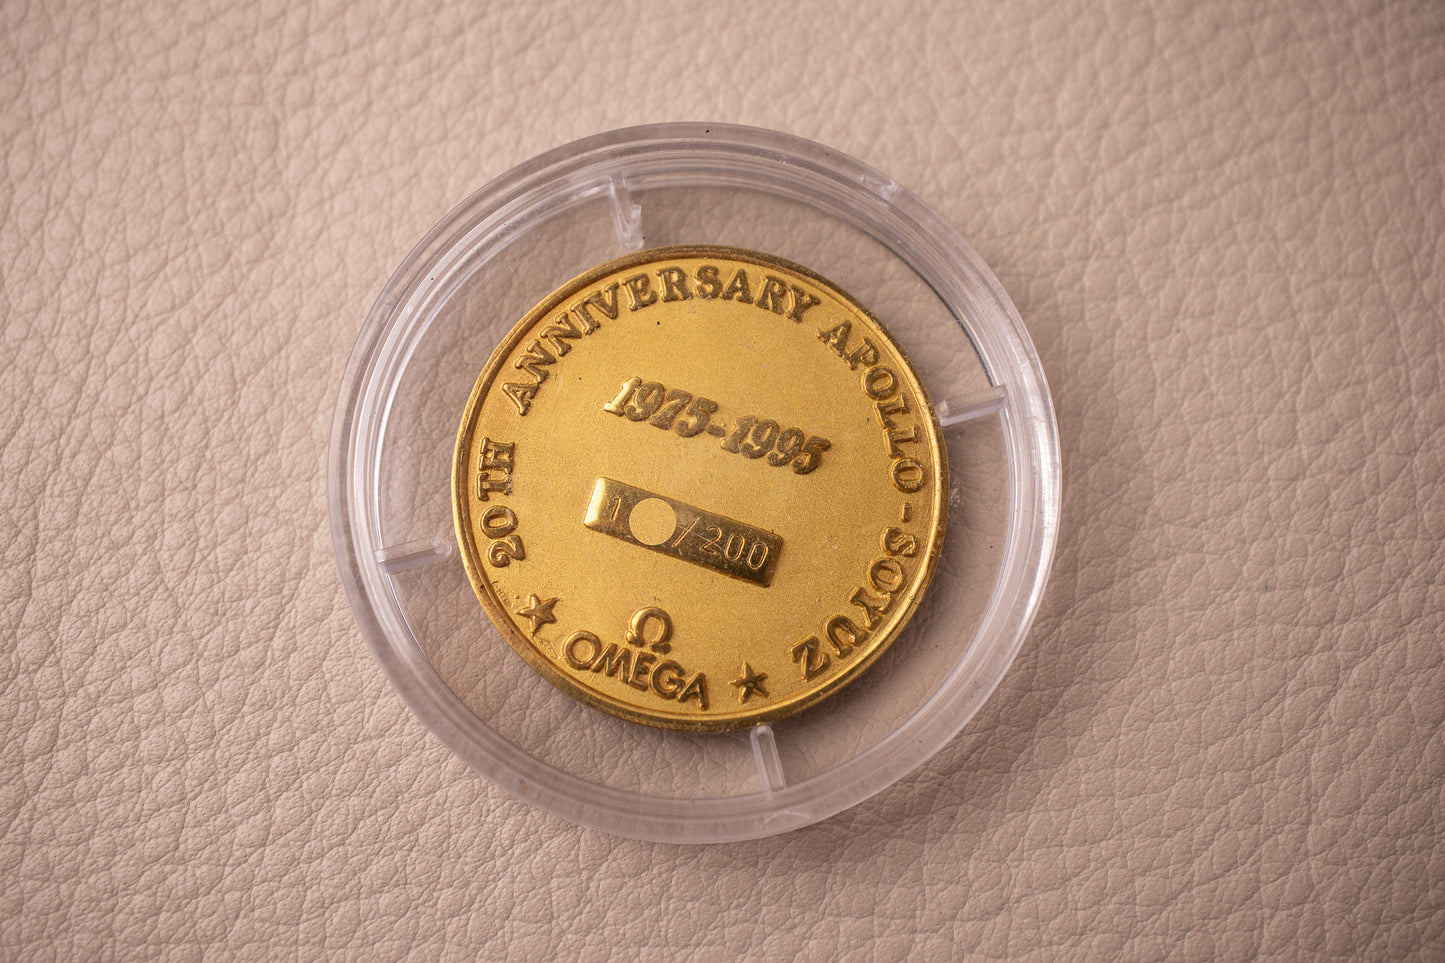 20TH ANNIVERSARY APOLLO-SOYUZ
1975-1995
1 /200
Ω
OMEGA